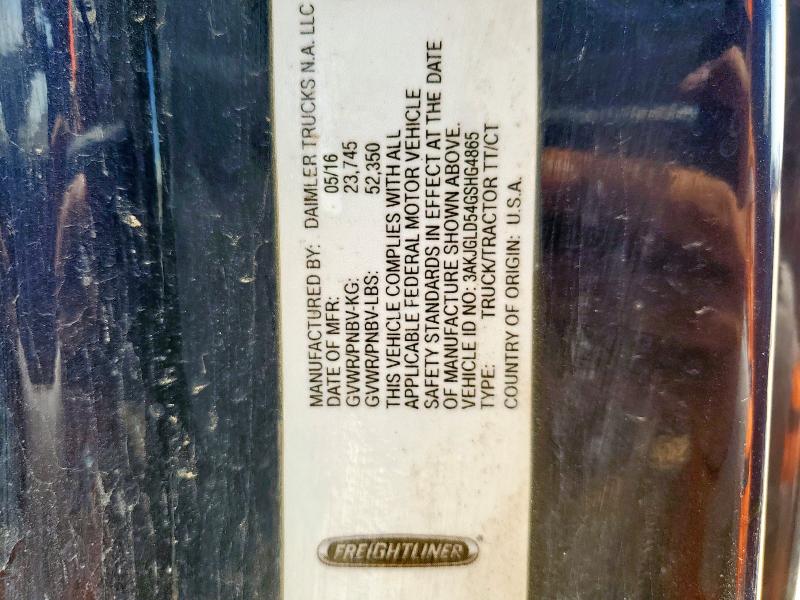 MANUFACTURED BY: DAIMLER TRUCKS N.A. LLC
DATE OF MFR: 05/16
GVWR/PNBV-KG: 23,745
GVWR/PNBV-LBS: 52,350
THIS VEHICLE COMPLIES WITH ALL
APPLICABLE FEDERAL MOTOR VEHICLE
SAFETY STANDARDS IN EFFECT AT THE DATE
OF MANUFACTURE SHOWN ABOVE.
VEHICLE ID NO: 3AKJGLD54GSHG4865
TYPE: TRUCK/TRACTOR TT/CT
COUNTRY OF ORIGIN: U.S.A.
FREIGHTLINER